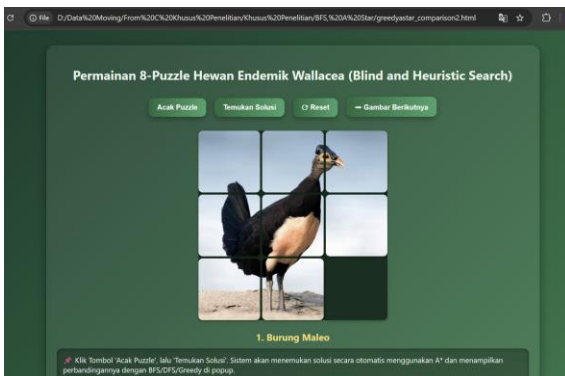 File D:/Data%20Moving/From%20C%20Khusus%20Penelitian/Khusus%20Penelitian/BFS,%20A%20Star/greedyastar_comparison2.html
Permainan 8-Puzzle Hewan Endemik Wallacea (Blind and Heuristic Search)
Acak Puzzle Temukan Solusi Reset Gambar Berikutnya
1. Burung Maleo
Klik Tombol 'Acak Puzzle', lalu 'Temukan Solusi'. Sistem akan menemukan solusi secara otomatis menggunakan A* dan menampilkan
perbandingannya dengan BFS/DFS/Greedy di popup.